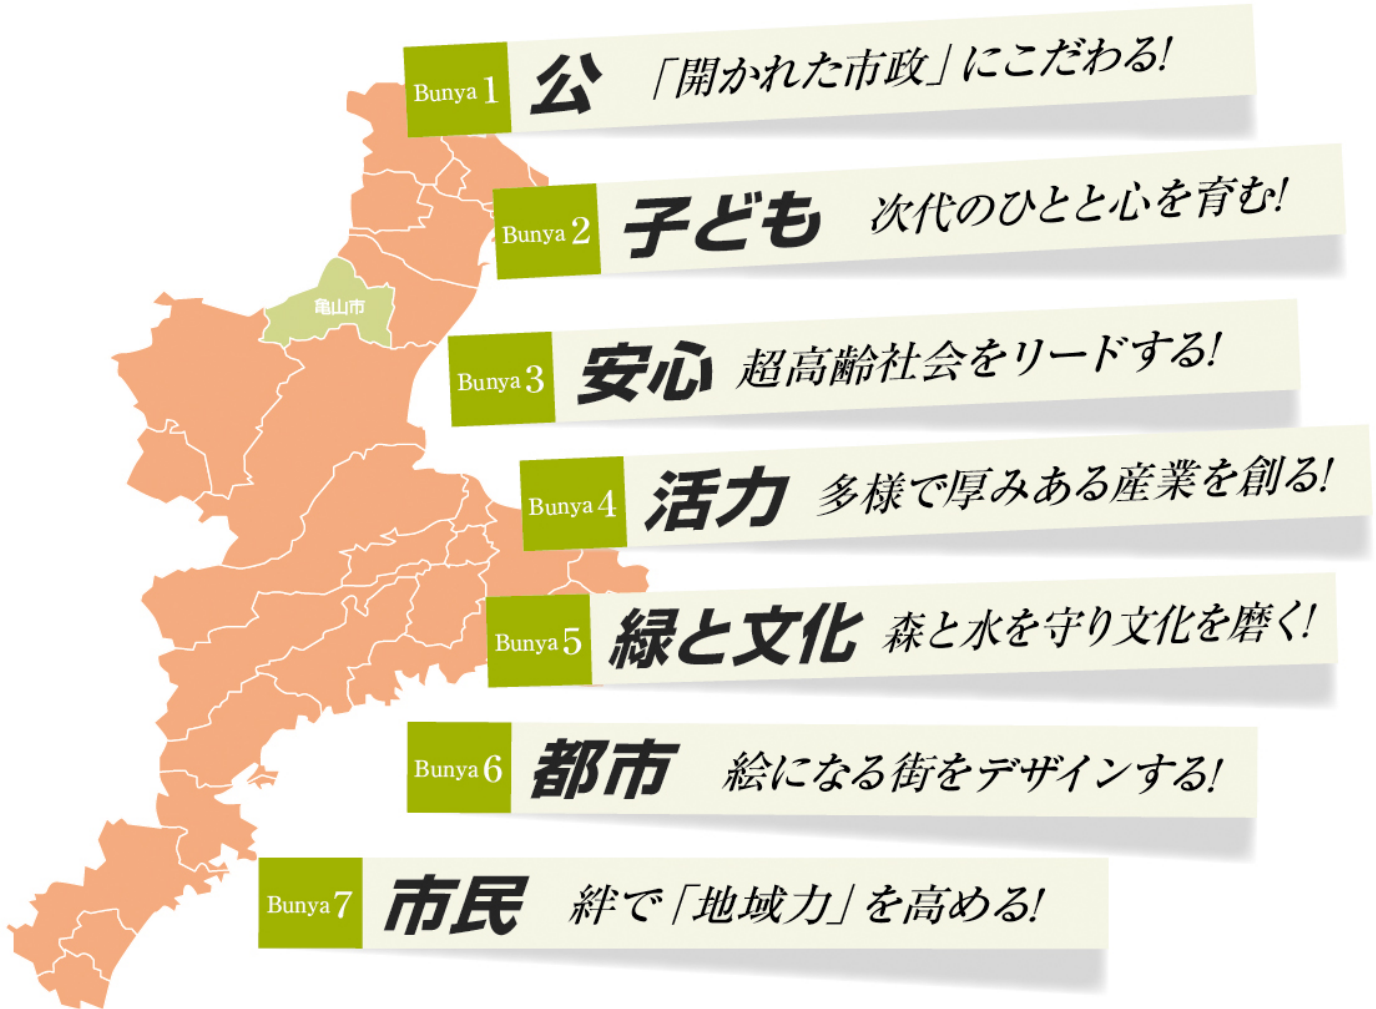 Bunya 1 公 「開かれた市政」にこだわる!
Bunya 2 子ども 次代のひとと心を育む!
亀山市
Bunya 3 安心 超高齢社会をリードする!
Bunya 4 活力 多様で厚みある産業を創る!
Bunya 5 緑と文化 森と水を守り文化を磨く!
Bunya 6 都市 絵になる街をデザインする!
Bunya 7 市民 絆で「地域力」を高める!